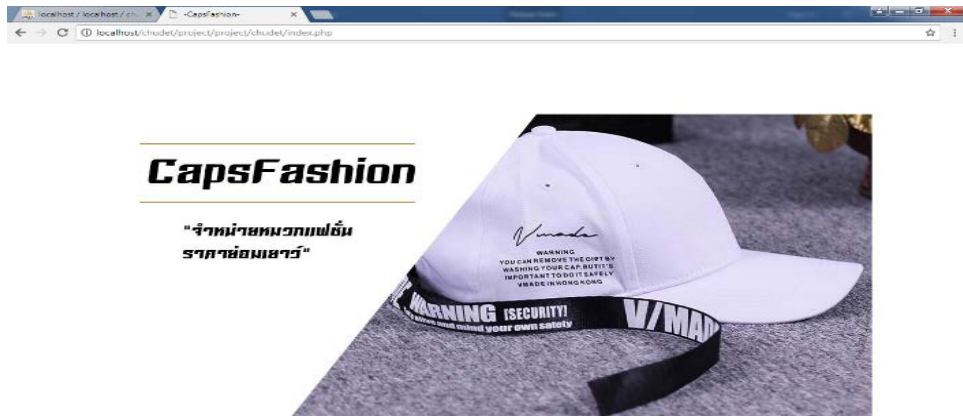 localhost / localhost / ch
-CapsFashion-
localhost/chudet/project/project/chudet/index.php
CapsFashion
"จำหน่ายหมวกแฟชั่น
ราคาย่อมเยาว์"
Vmade
WARNING
YOU CAN REMOVE THE DIRT BY
WASHING YOUR CAP, BUT IT'S
IMPORTANT TO DO IT SAFELY
VMADE IN HONG KONG
WARNING [SECURITY] V/MAD
and mind your own safety